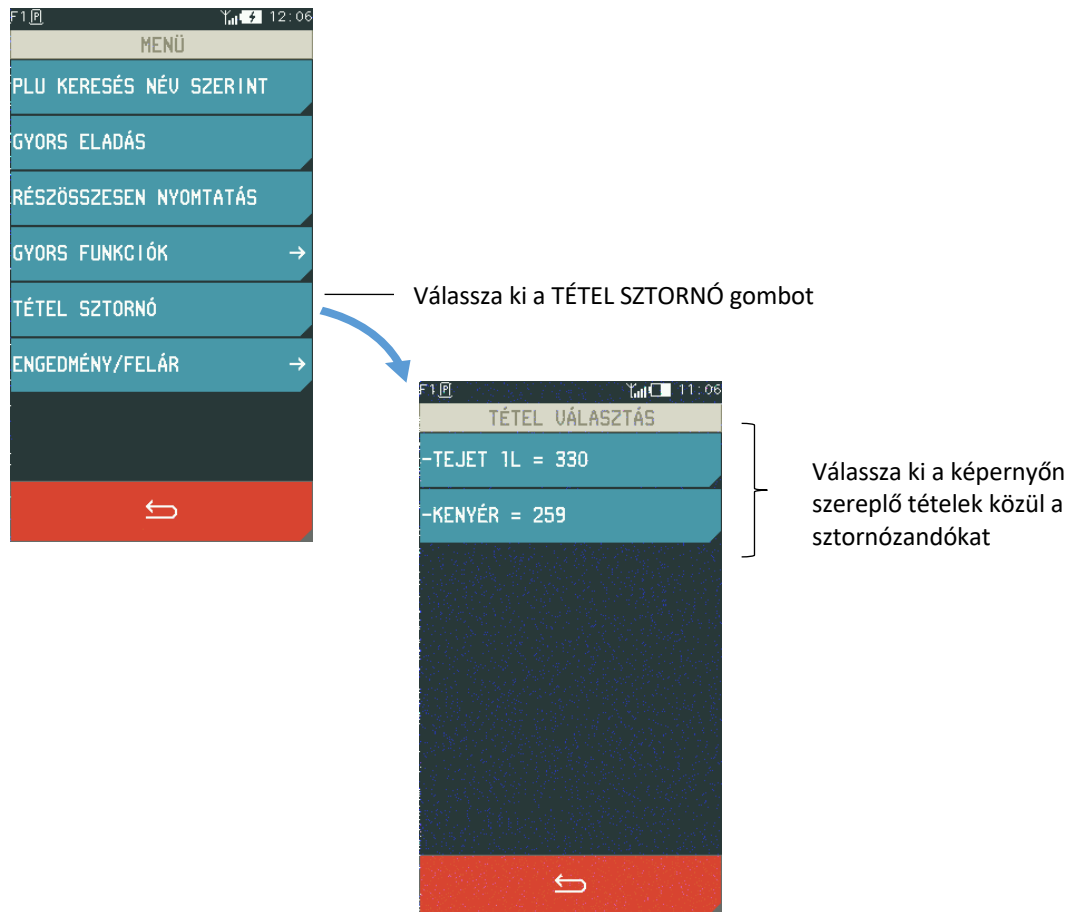 F1 P 12:06
MENÜ
PLU KERESÉS NÉV SZERINT
GYORS ELADÁS
RÉSZÖSSZESEN NYOMTATÁS
GYORS FUNKCIÓK →
TÉTEL SZTORNÓ
ENGEDMÉNY/FELÁR →
Válassza ki a TÉTEL SZTORNÓ gombot
F1 P 11:06
TÉTEL VÁLASZTÁS
-TEJET 1L = 330
-KENYÉR = 259
Válassza ki a képernyőn
szereplő tételek közül a
sztornózandókat